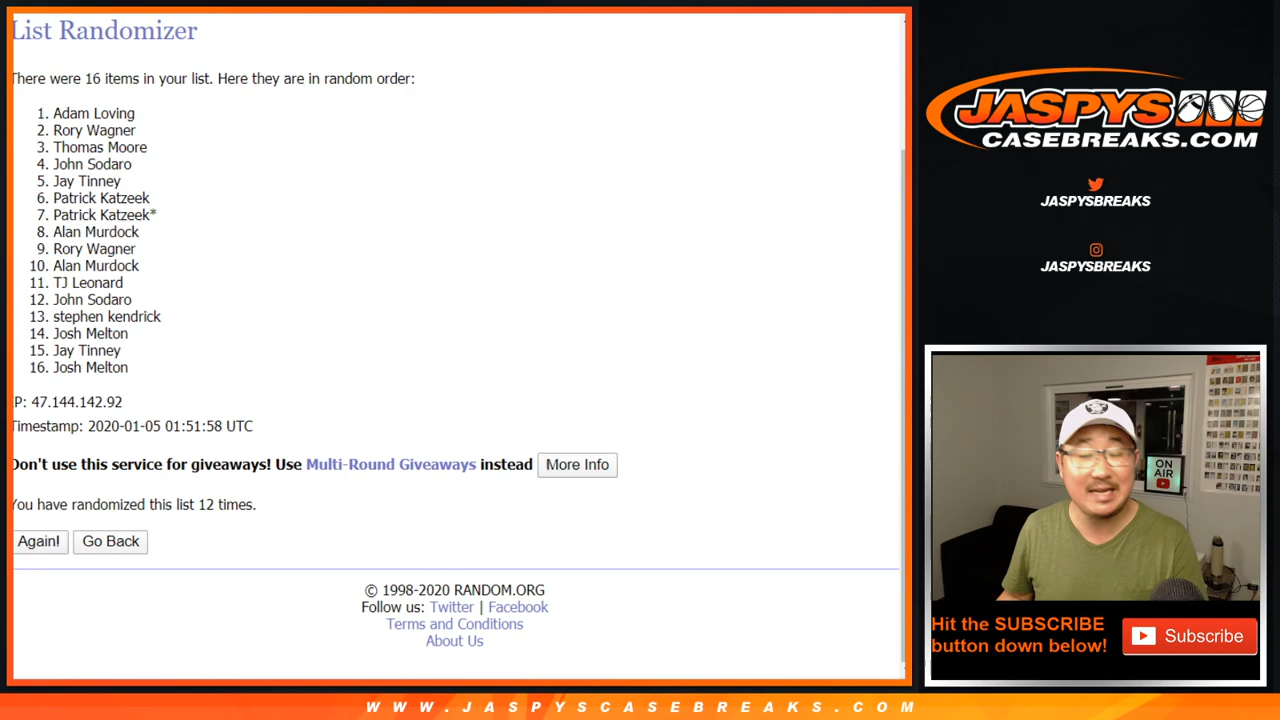 List Randomizer
There were 16 items in your list. Here they are in random order:
1. Adam Loving
2. Rory Wagner
3. Thomas Moore
4. John Sodaro
5. Jay Tinney
6. Patrick Katzeek
7. Patrick Katzeek*
8. Alan Murdock
9. Rory Wagner
10. Alan Murdock
11. TJ Leonard
12. John Sodaro
13. stephen kendrick
14. Josh Melton
15. Jay Tinney
16. Josh Melton
IP: 47.144.142.92
Timestamp: 2020-01-05 01:51:58 UTC
Don't use this service for giveaways! Use Multi-Round Giveaways instead More Info
You have randomized this list 12 times.
Again! Go Back
© 1998-2020 RANDOM.ORG
Follow us: Twitter | Facebook
Terms and Conditions
About Us
JASPYS
CASEBREAKS.COM
JASPYSBREAKS
JASPYSBREAKS
ON
AIR
Hit the SUBSCRIBE
button down below!
Subscribe
WWW.JASPYSCASEBREAKS.COM